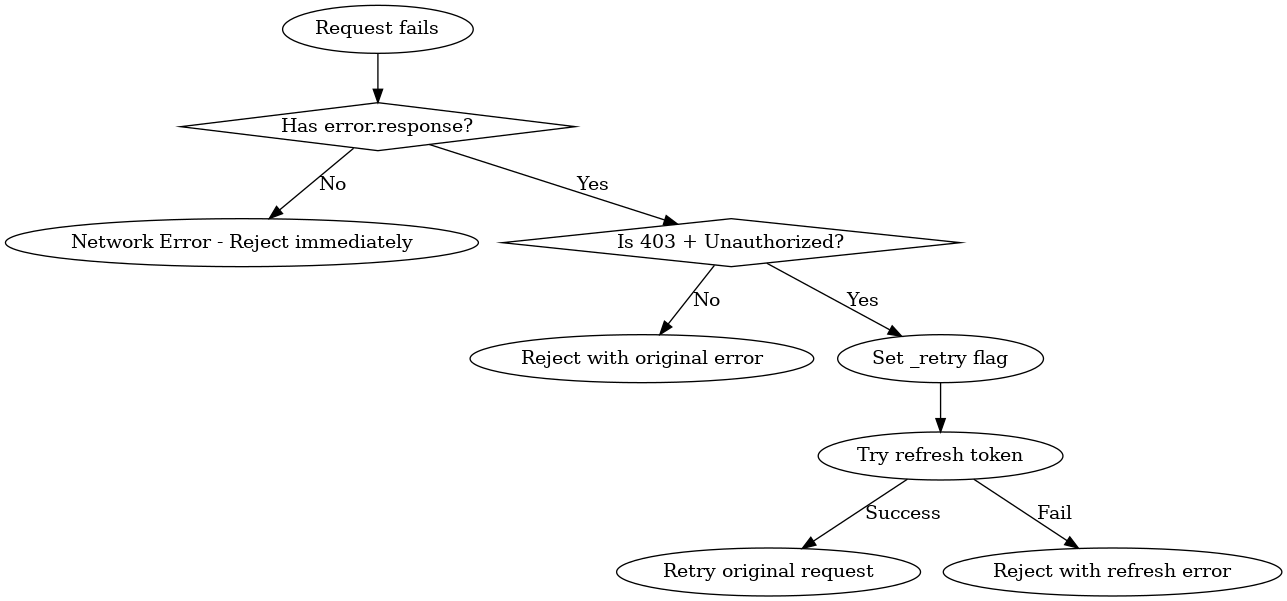 Request fails
Has error.response?
No
Yes
Network Error - Reject immediately
Is 403 + Unauthorized?
No
Yes
Reject with original error
Set _retry flag
Try refresh token
Success
Fail
Retry original request
Reject with refresh error